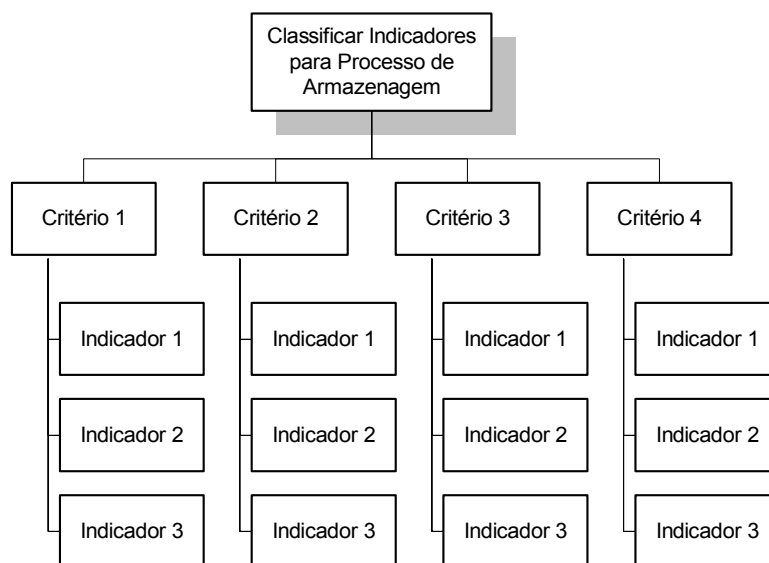 Classificar Indicadores
para Processo de
Armazenagem
Critério 1
Critério 2
Critério 3
Critério 4
Indicador 1
Indicador 1
Indicador 1
Indicador 1
Indicador 2
Indicador 2
Indicador 2
Indicador 2
Indicador 3
Indicador 3
Indicador 3
Indicador 3